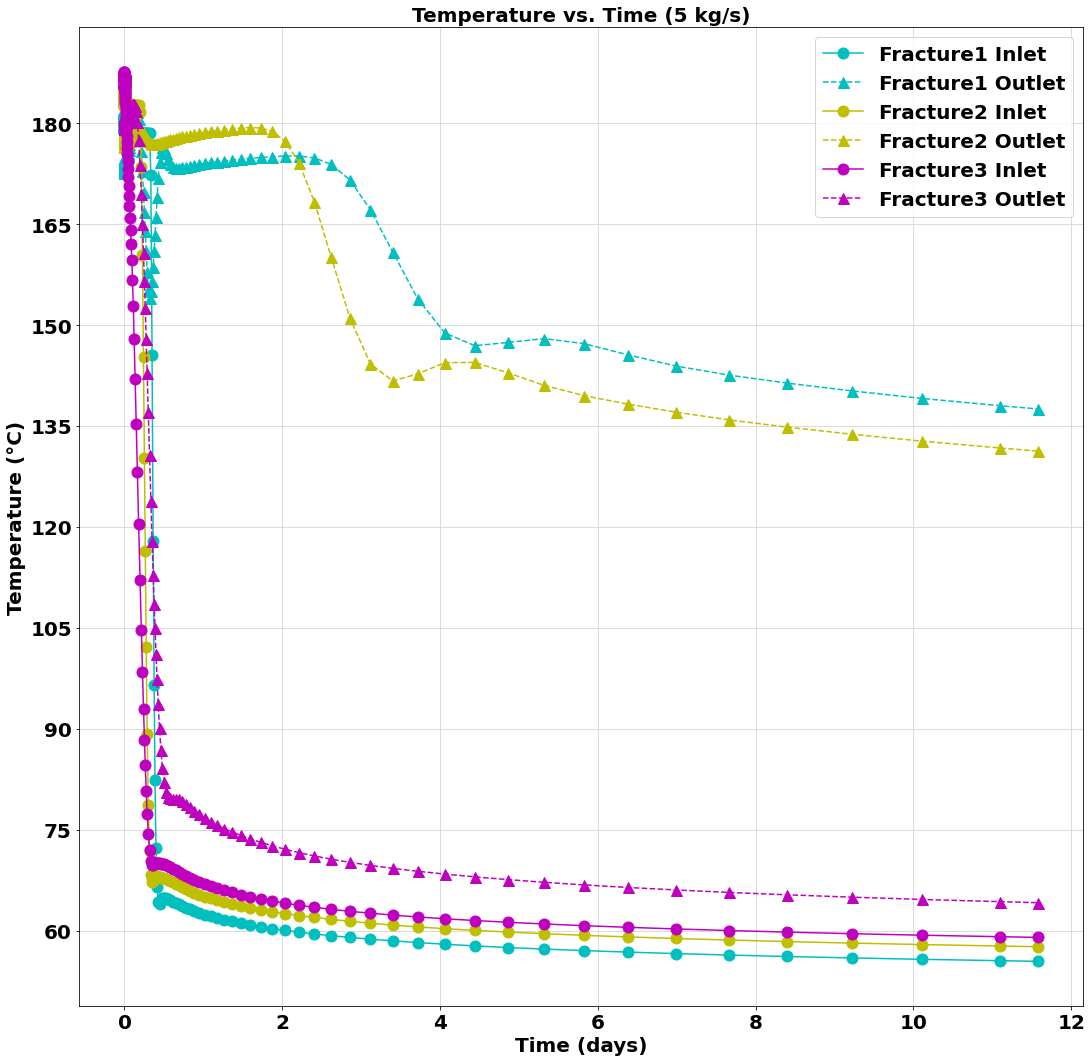 Temperature vs. Time (5 kg/s)
Fracture1 Inlet
Fracture1 Outlet
Fracture2 Inlet
Fracture2 Outlet
Fracture3 Inlet
Fracture3 Outlet
Temperature (°C)
180
165
150
135
120
105
90
75
60
0 2 4 6 8 10 12
Time (days)